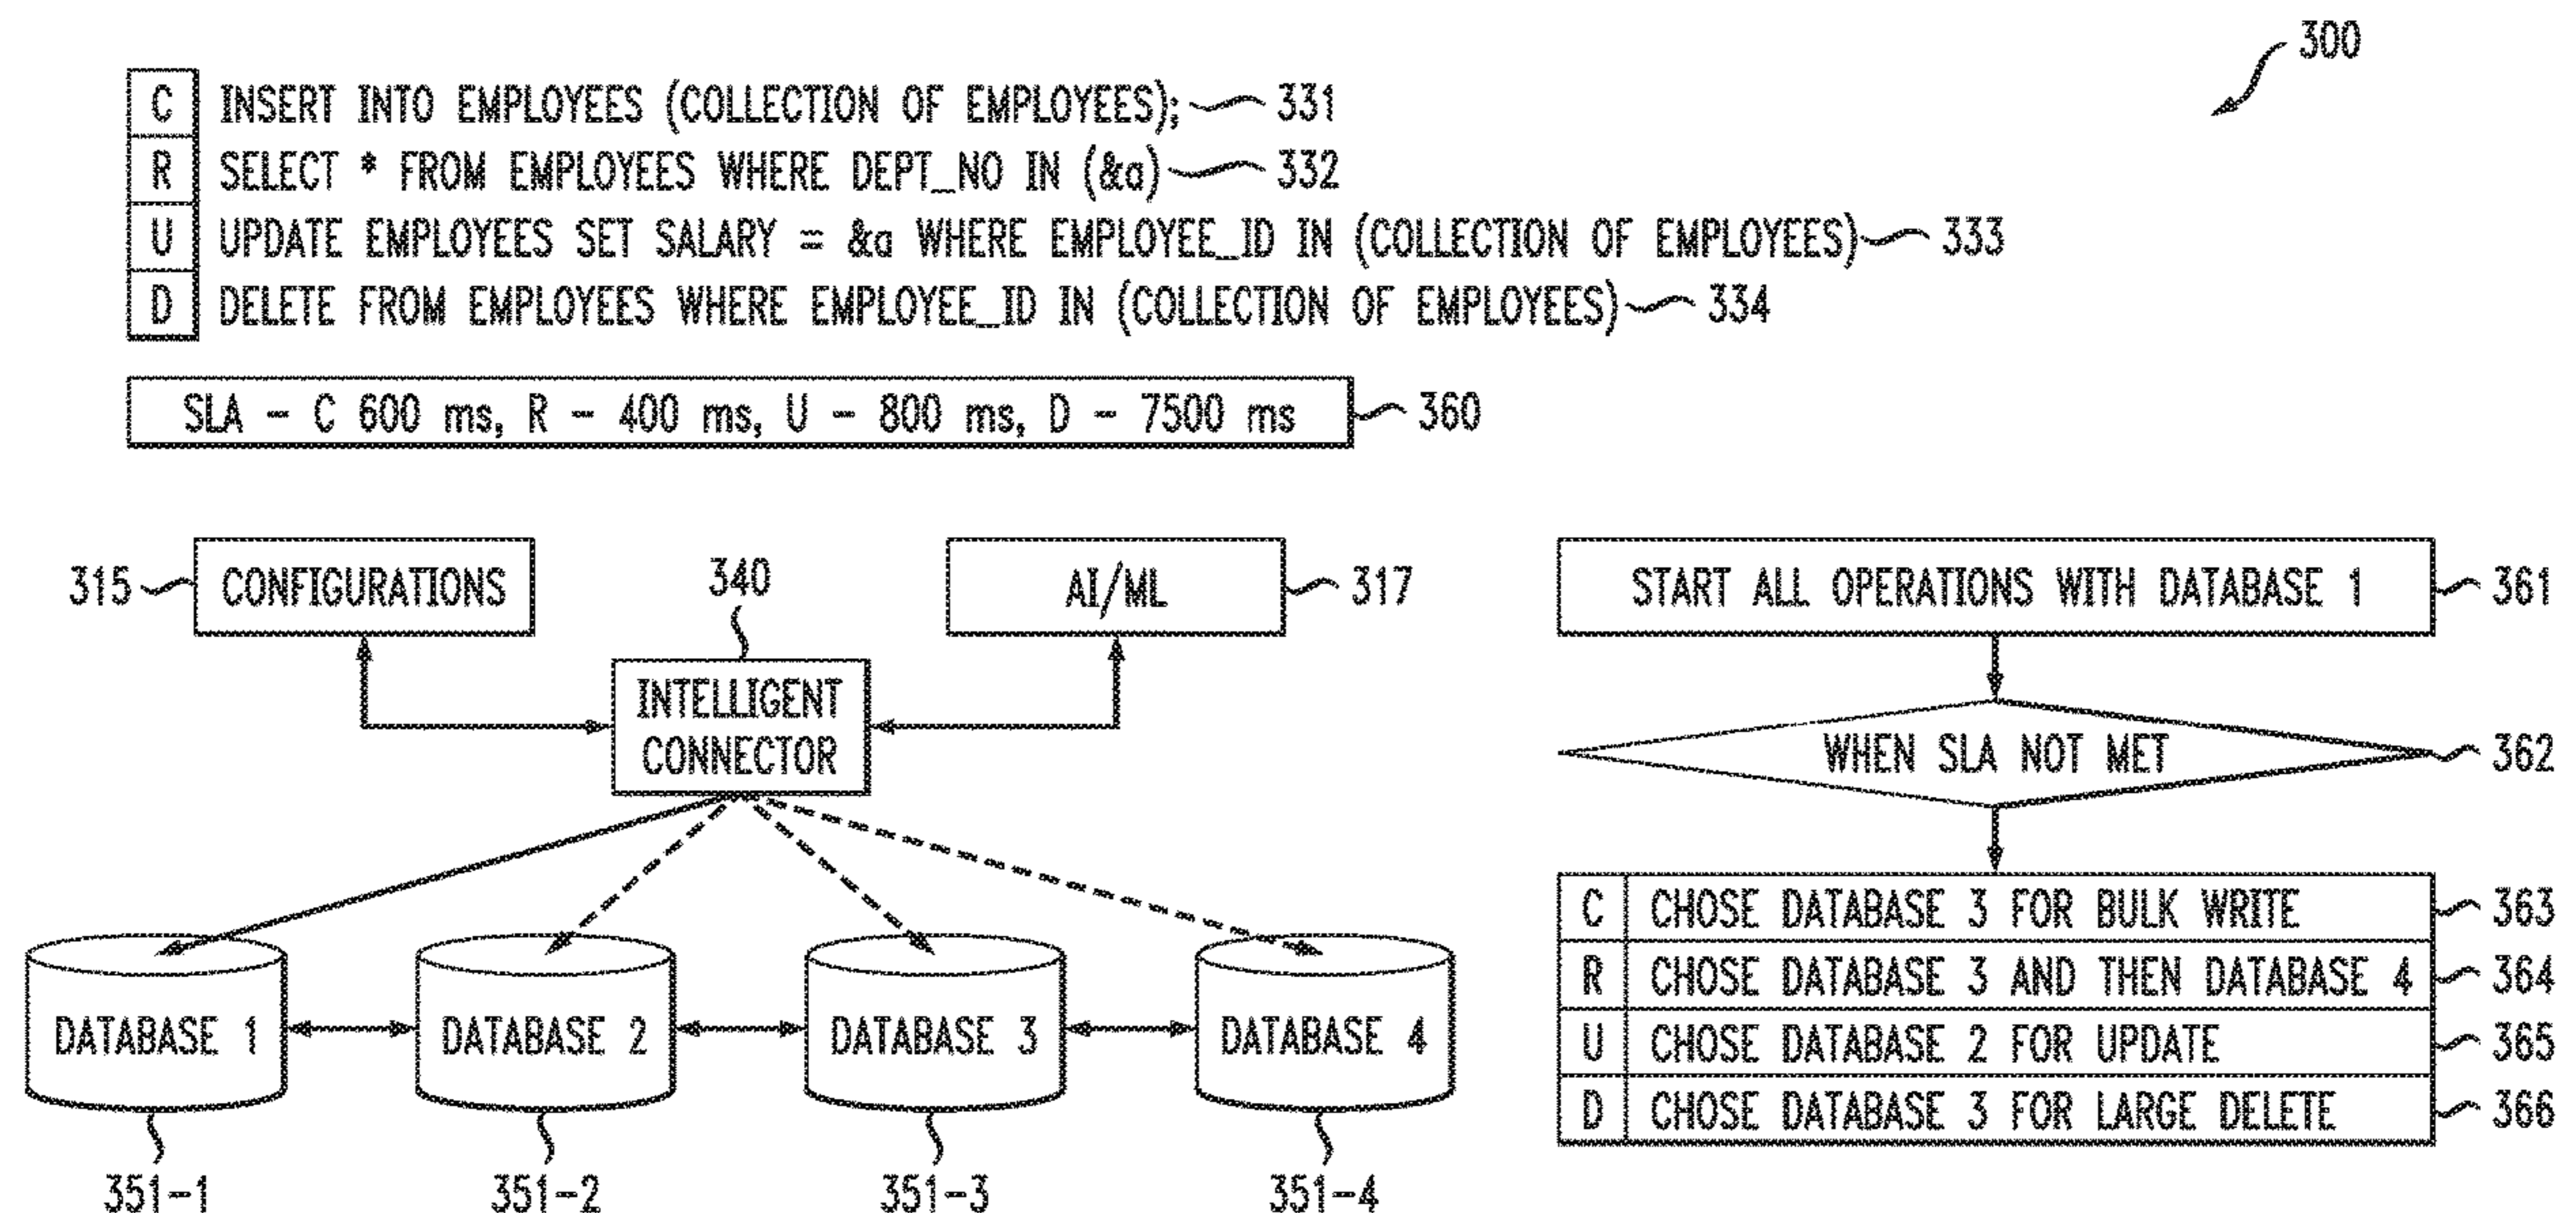 300
C INSERT INTO EMPLOYEES (COLLECTION OF EMPLOYEES); 331
R SELECT * FROM EMPLOYEES WHERE DEPT_NO IN (&a) 332
U UPDATE EMPLOYEES SET SALARY = &a WHERE EMPLOYEE_ID IN (COLLECTION OF EMPLOYEES) 333
D DELETE FROM EMPLOYEES WHERE EMPLOYEE_ID IN (COLLECTION OF EMPLOYEES) 334
SLA - C 600 ms, R - 400 ms, U - 800 ms, D - 7500 ms 360
315 CONFIGURATIONS
340
AI/ML 317
INTELLIGENT
CONNECTOR
DATABASE 1
DATABASE 2
DATABASE 3
DATABASE 4
351-1
351-2
351-3
351-4
START ALL OPERATIONS WITH DATABASE 1 361
WHEN SLA NOT MET 362
C CHOSE DATABASE 3 FOR BULK WRITE 363
R CHOSE DATABASE 3 AND THEN DATABASE 4 364
U CHOSE DATABASE 2 FOR UPDATE 365
D CHOSE DATABASE 3 FOR LARGE DELETE 366